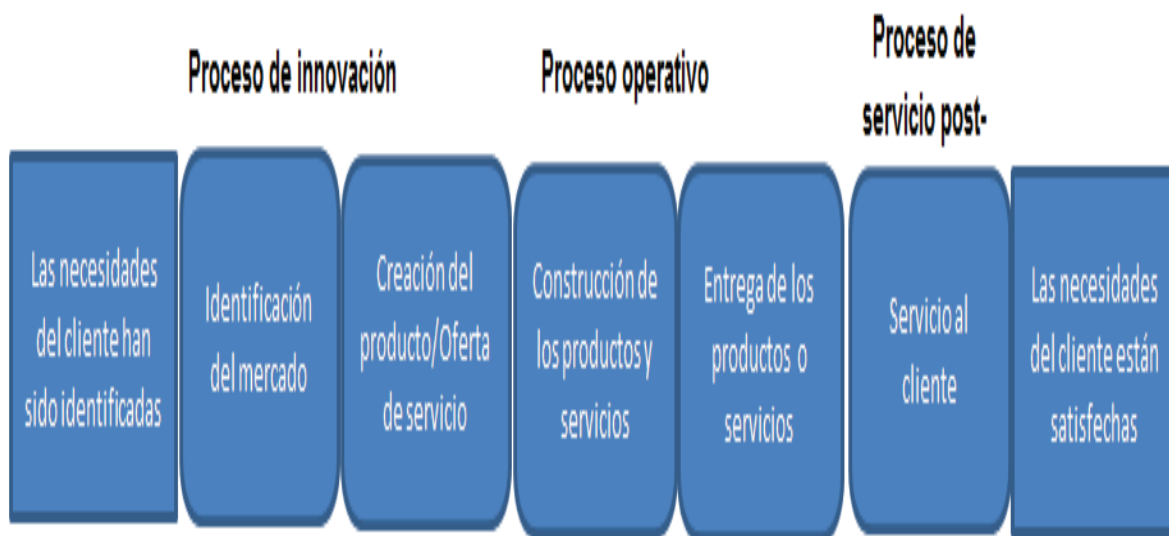 Proceso de innovación
Proceso operativo
Proceso de
servicio post-
Las necesidades
del cliente han
sido identificadas
Identificación
del mercado
Creación del
producto/Oferta
de servicio
Construcción de
los productos y
servicios
Entrega de los
productos o
servicios
Servicio al
cliente
Las necesidades
del cliente están
satisfechas